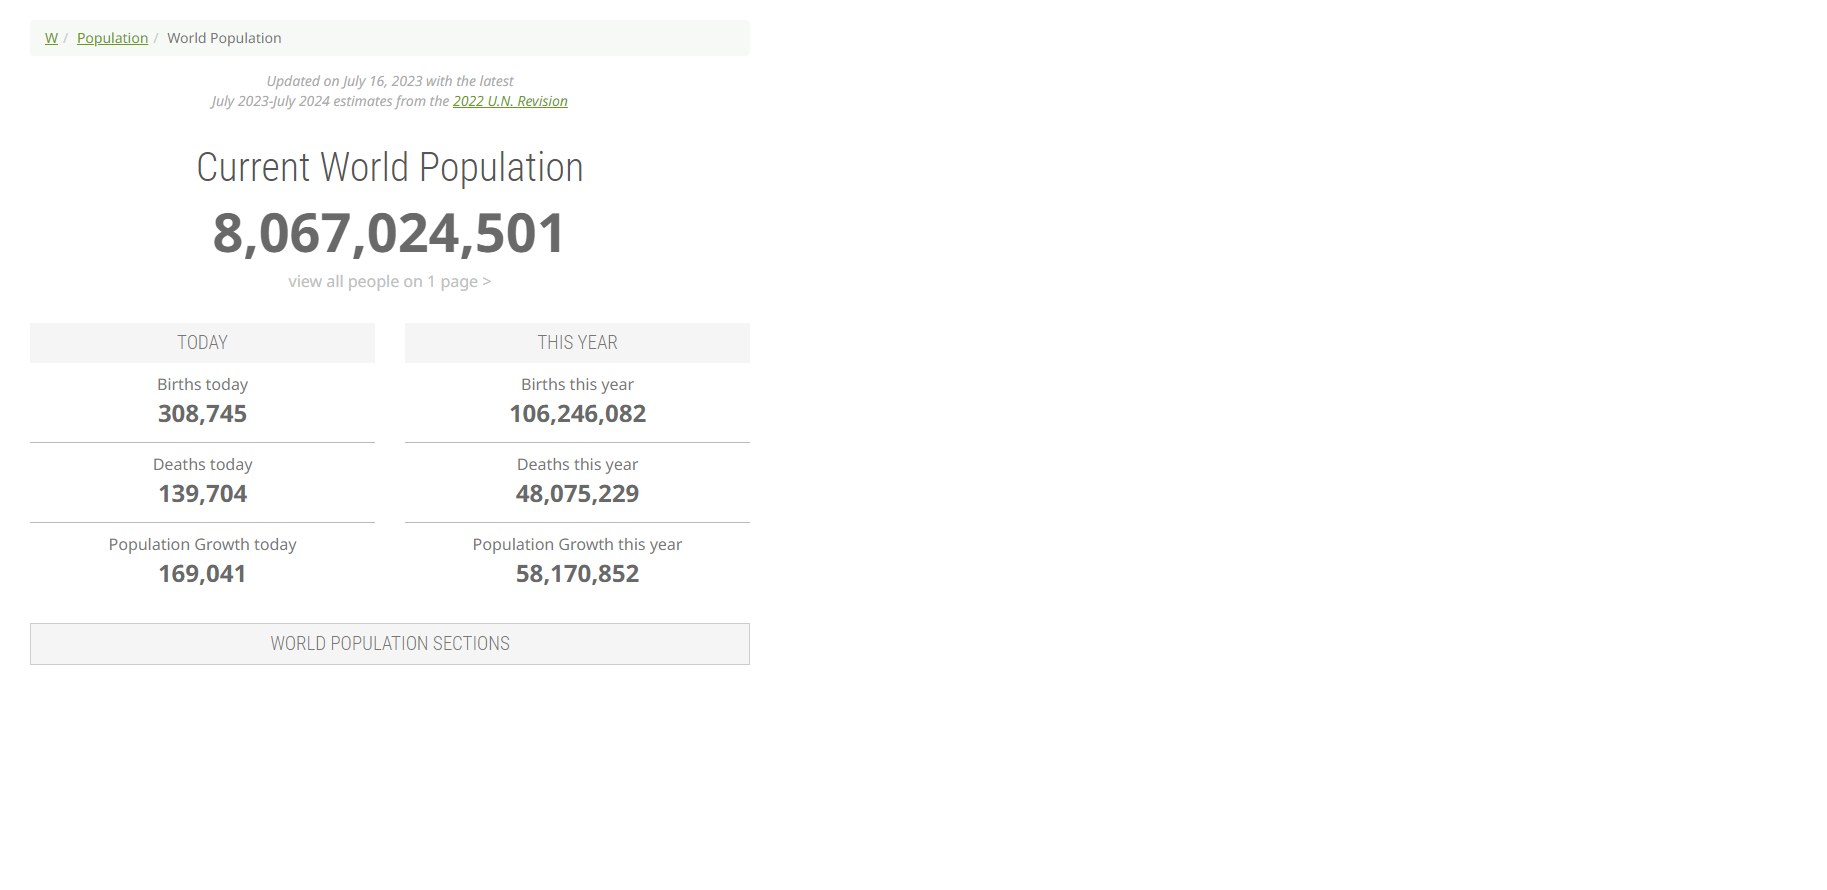 W / Population / World Population
Updated on July 16, 2023 with the latest
July 2023-July 2024 estimates from the 2022 U.N. Revision
Current World Population
8,067,024,501
view all people on 1 page >
TODAY
Births today
308,745
Deaths today
139,704
Population Growth today
169,041
THIS YEAR
Births this year
106,246,082
Deaths this year
48,075,229
Population Growth this year
58,170,852
WORLD POPULATION SECTIONS